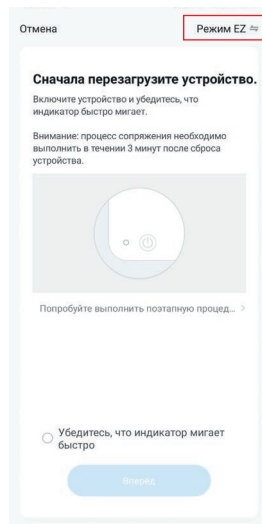 Отмена
Режим EZ ⇋
Сначала перезагрузите устройство.
Включите устройство и убедитесь, что
индикатор быстро мигает.
Внимание: процесс сопряжения необходимо
выполнить в течении 3 минут после сброса
устройства.
Попробуйте выполнить поэтапную процед... >
Убедитесь, что индикатор мигает
быстро
Вперёд